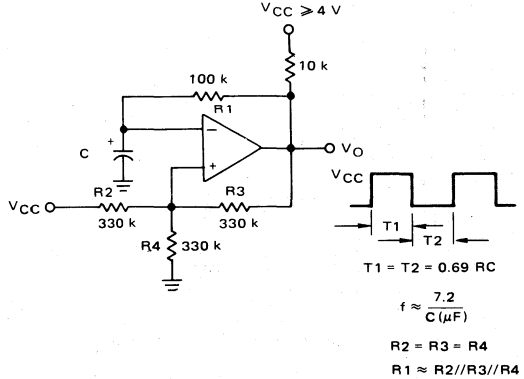 VCC ≥ 4 V
10 k
100 k
R1
+
−
C
+
VO
R2
R3
VCC
330 k
330 k
R4
330 k
VCC
T1
T2
T1 = T2 = 0.69 RC
f ≈ 7.2
C (μF)
R2 = R3 = R4
R1 ≈ R2//R3//R4